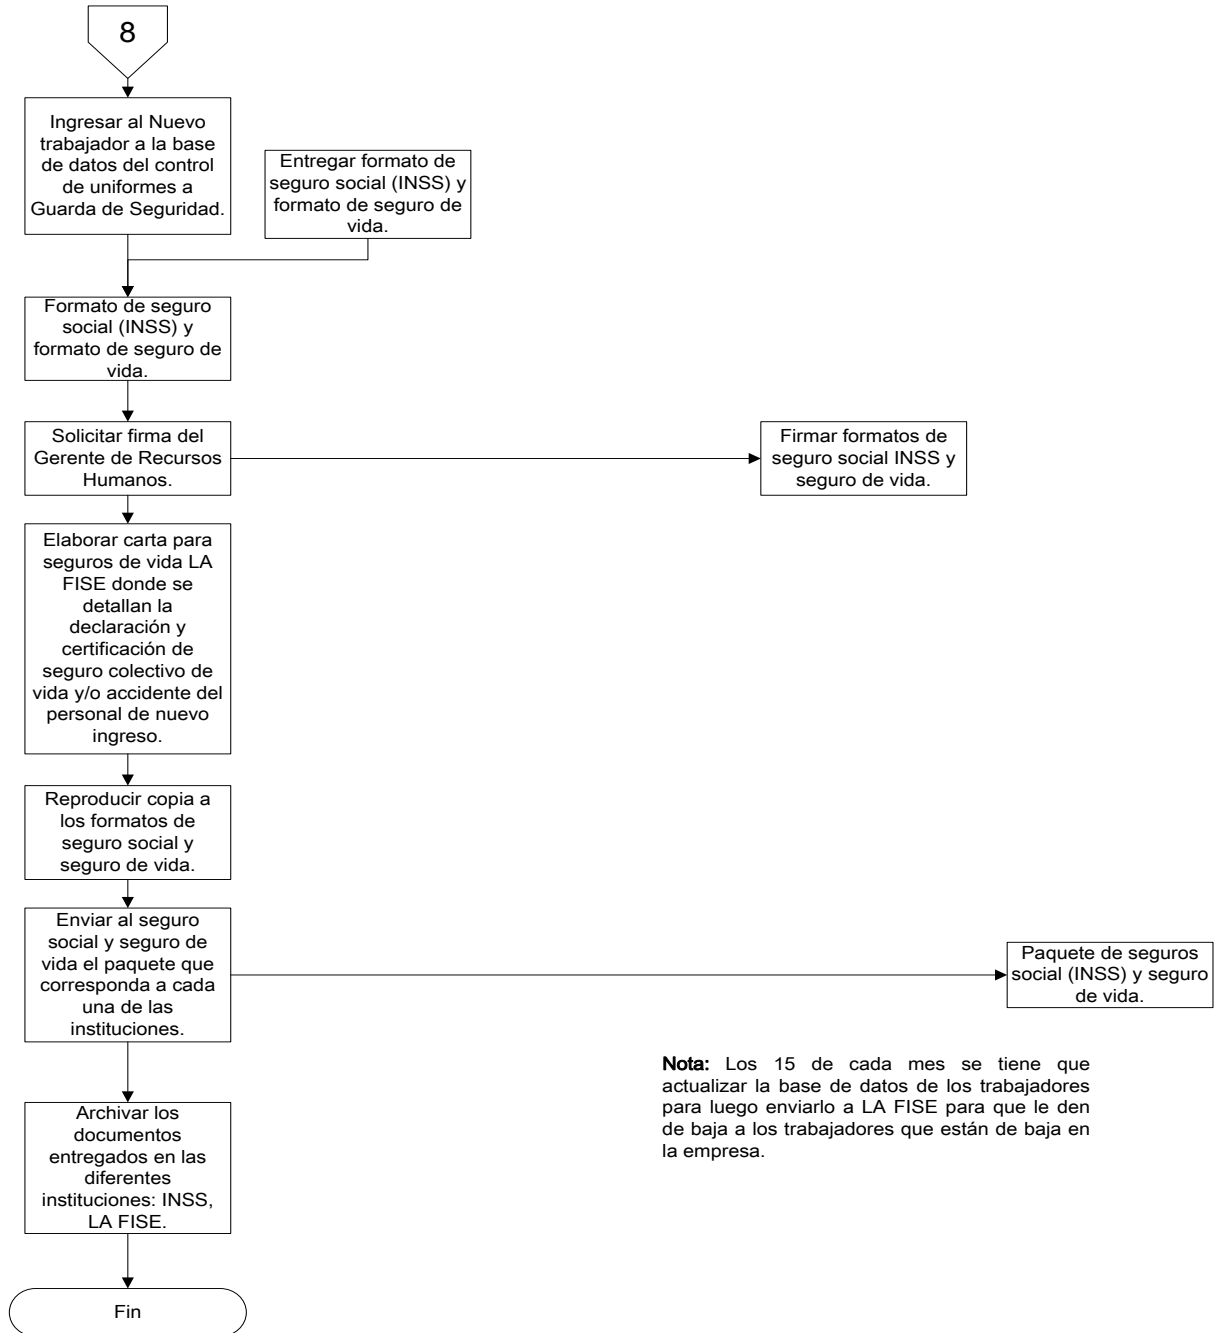 8
Ingresar al Nuevo
trabajador a la base
de datos del control
de uniformes a
Guarda de Seguridad.
Entregar formato de
seguro social (INSS) y
formato de seguro de
vida.
Formato de seguro
social (INSS) y
formato de seguro de
vida.
Solicitar firma del
Gerente de Recursos
Humanos.
Firmar formatos de
seguro social INSS y
seguro de vida.
Elaborar carta para
seguros de vida LA
FISE donde se
detallan la
declaración y
certificación de
seguro colectivo de
vida y/o accidente del
personal de nuevo
ingreso.
Reproducir copia a
los formatos de
seguro social y
seguro de vida.
Enviar al seguro
social y seguro de
vida el paquete que
corresponda a cada
una de las
instituciones.
Paquete de seguros
social (INSS) y seguro
de vida.
Nota: Los 15 de cada mes se tiene que
actualizar la base de datos de los trabajadores
para luego enviarlo a LA FISE para que le den
de baja a los trabajadores que están de baja en
la empresa.
Archivar los
documentos
entregados en las
diferentes
instituciones: INSS,
LA FISE.
Fin